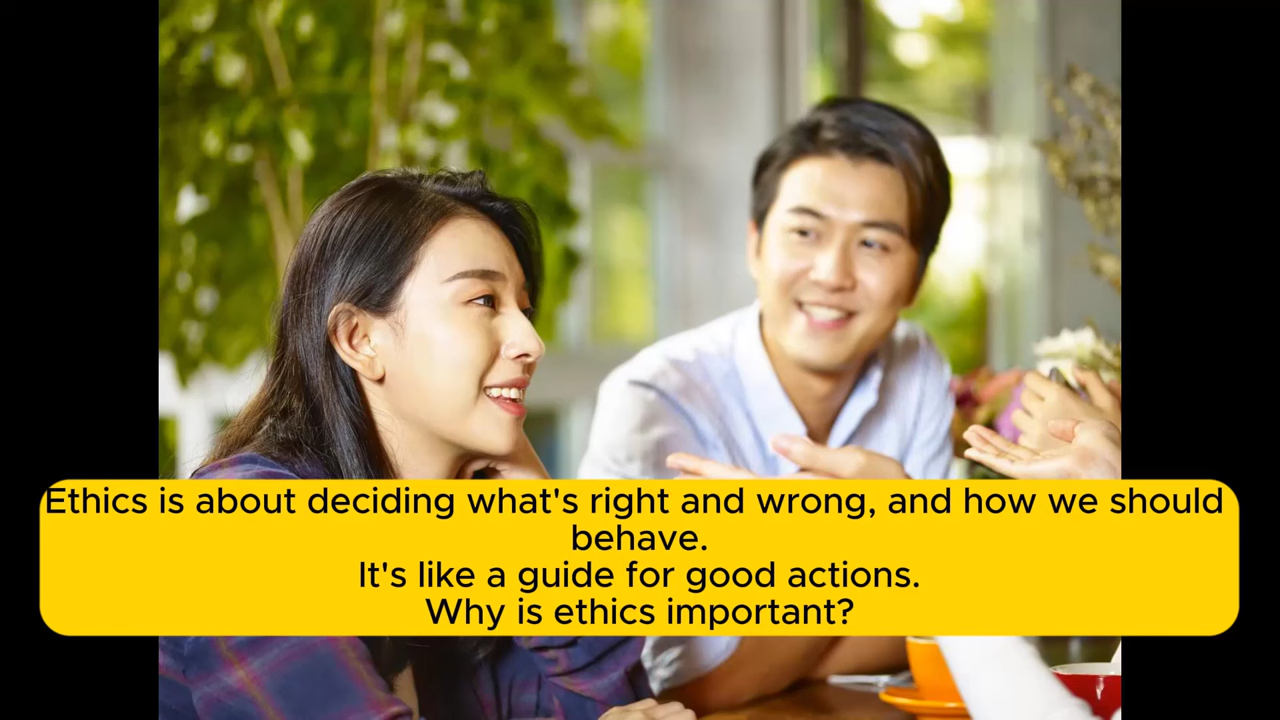 Ethics is about deciding what's right and wrong, and how we should
behave.
It's like a guide for good actions.
Why is ethics important?